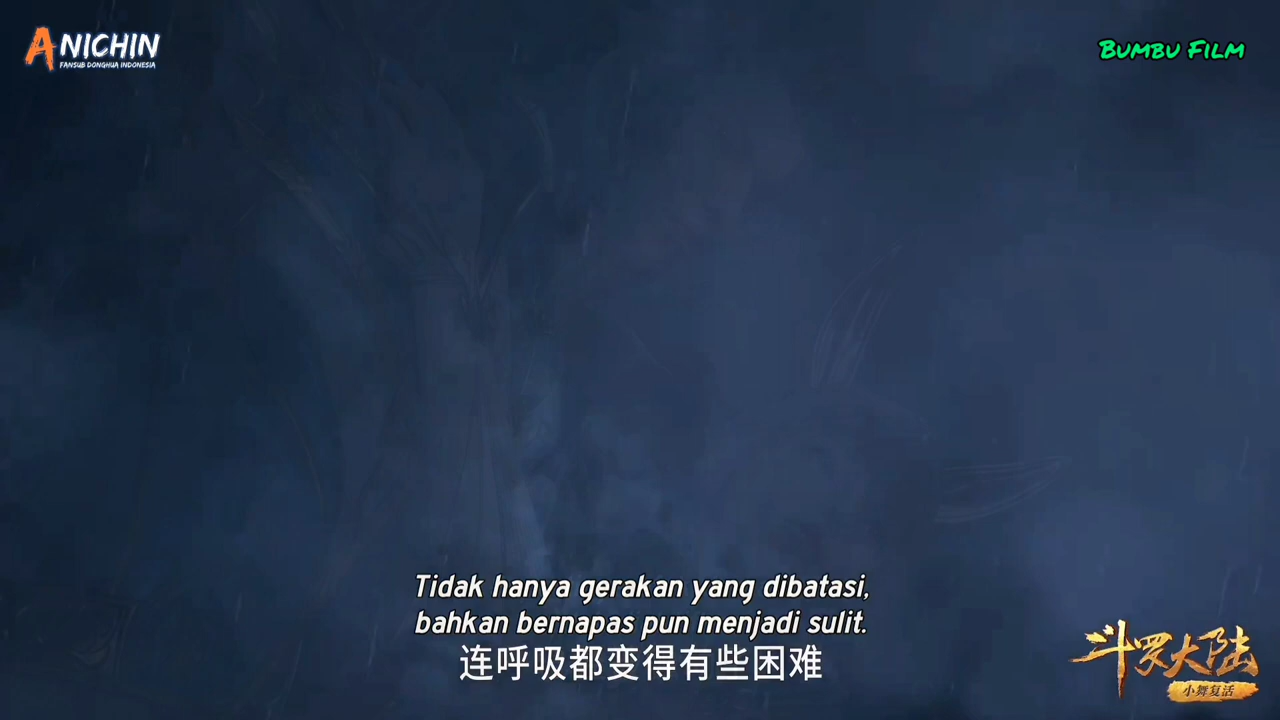 ANICHIN
FANSUB DONGHUA INDONESIA
BUMBU FILM
Tidak hanya gerakan yang dibatasi,
bahkan bernapas pun menjadi sulit.
连呼吸都变得有些困难
斗罗大陆
小舞复活